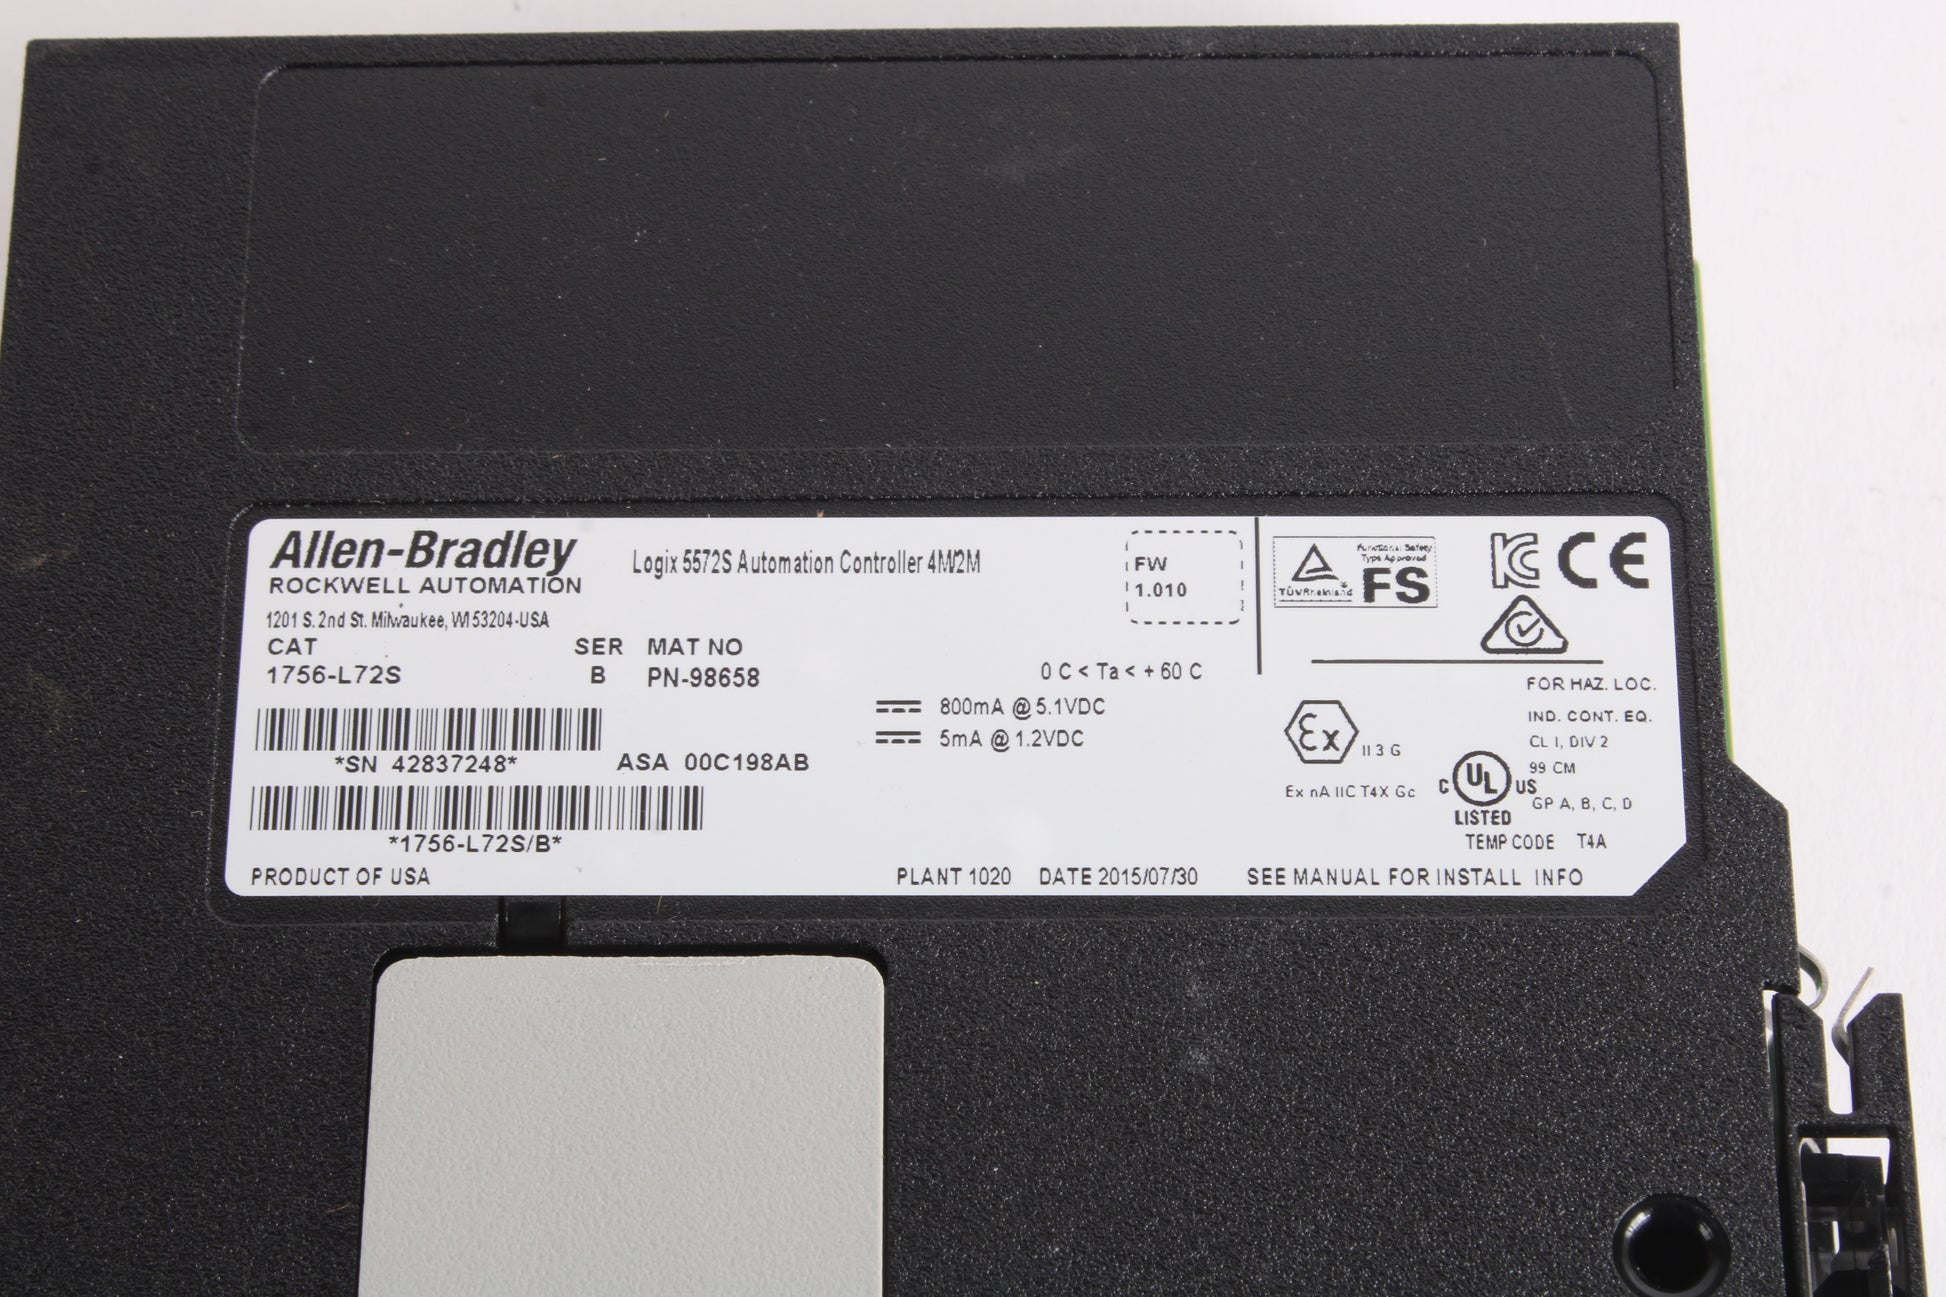 Allen-Bradley
ROCKWELL AUTOMATION
1201 S. 2nd St. Milwaukee, WI 53204-USA
Logix 5572S Automation Controller 4M/2M
FW
1.010
CAT SER MAT NO
1756-L72S B PN-98658
0 C < Ta < + 60 C
800mA @ 5.1VDC
5mA @ 1.2VDC
*SN 42837248* ASA 00C198AB
*1756-L72S/B*
PRODUCT OF USA PLANT 1020 DATE 2015/07/30 SEE MANUAL FOR INSTALL INFO
TÜVRheinland
Functional Safety
Type Approved
FS
KC CE
FOR HAZ. LOC.
IND. CONT. EQ.
CL I, DIV 2
99 CM
GP A, B, C, D
Ex II 3 G
Ex nA IIC T4X Gc
C UL US
LISTED
TEMP CODE T4A